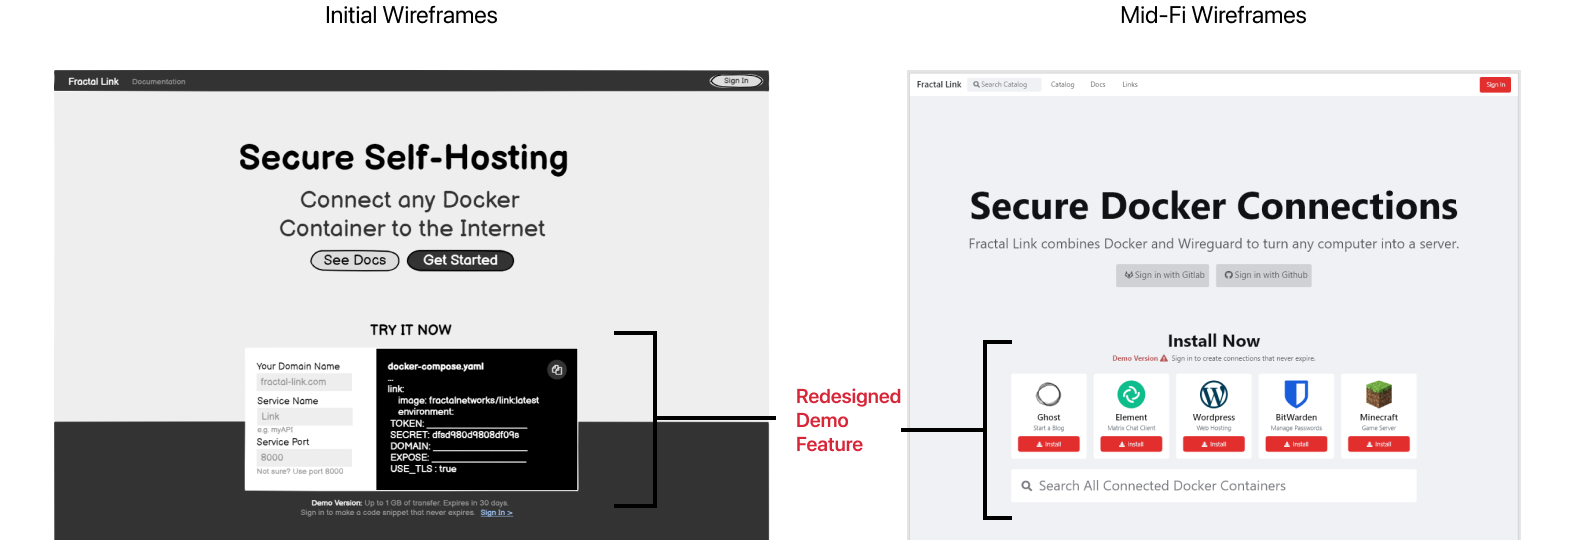 Initial Wireframes
Mid-Fi Wireframes
Fractal Link
Documentation
Sign In
Secure Self-Hosting
Connect any Docker
Container to the Internet
See Docs
Get Started
TRY IT NOW
Your Domain Name
fractal-link.com
Service Name
Link
e.g. myAPI
Service Port
8000
Not sure? Use port 8000
docker-compose.yaml
...
link:
image: fractalnetworks/link:latest
environment:
TOKEN: ____________________
SECRET: dfsd980d9808df09s
DOMAIN: ____________________
EXPOSE: ____________________
USE_TLS : true
Demo Version: Up to 1 GB of transfer. Expires in 30 days.
Sign in to make a code snippet that never expires. Sign In >
Redesigned
Demo
Feature
Fractal Link
Search Catalog
Catalog
Docs
Links
Sign In
Secure Docker Connections
Fractal Link combines Docker and Wireguard to turn any computer into a server.
Sign in with Gitlab
Sign in with Github
Install Now
Demo Version Sign in to create connections that never expire.
Ghost
Start a Blog
Install
Element
Matrix Chat Client
Install
Wordpress
Web Hosting
Install
BitWarden
Manage Passwords
Install
Minecraft
Game Server
Install
Search All Connected Docker Containers